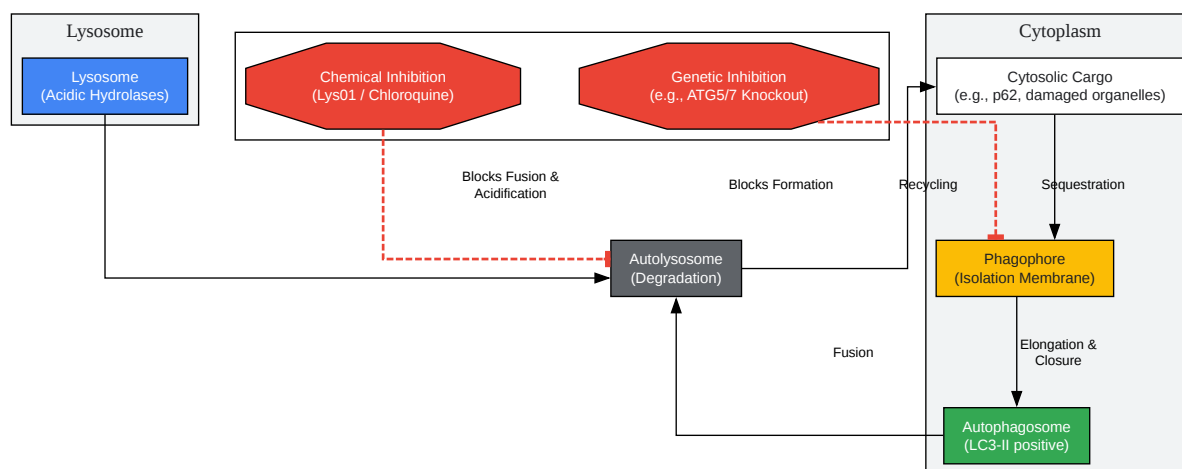 Lysosome
Lysosome
(Acidic Hydrolases)
Chemical Inhibition
(Lys01 / Chloroquine)
Genetic Inhibition
(e.g., ATG5/7 Knockout)
Cytoplasm
Cytosolic Cargo
(e.g., p62, damaged organelles)
Blocks Fusion &
Acidification
Blocks Formation
Recycling
Sequestration
Autolysosome
(Degradation)
Phagophore
(Isolation Membrane)
Fusion
Elongation &
Closure
Autophagosome
(LC3-II positive)